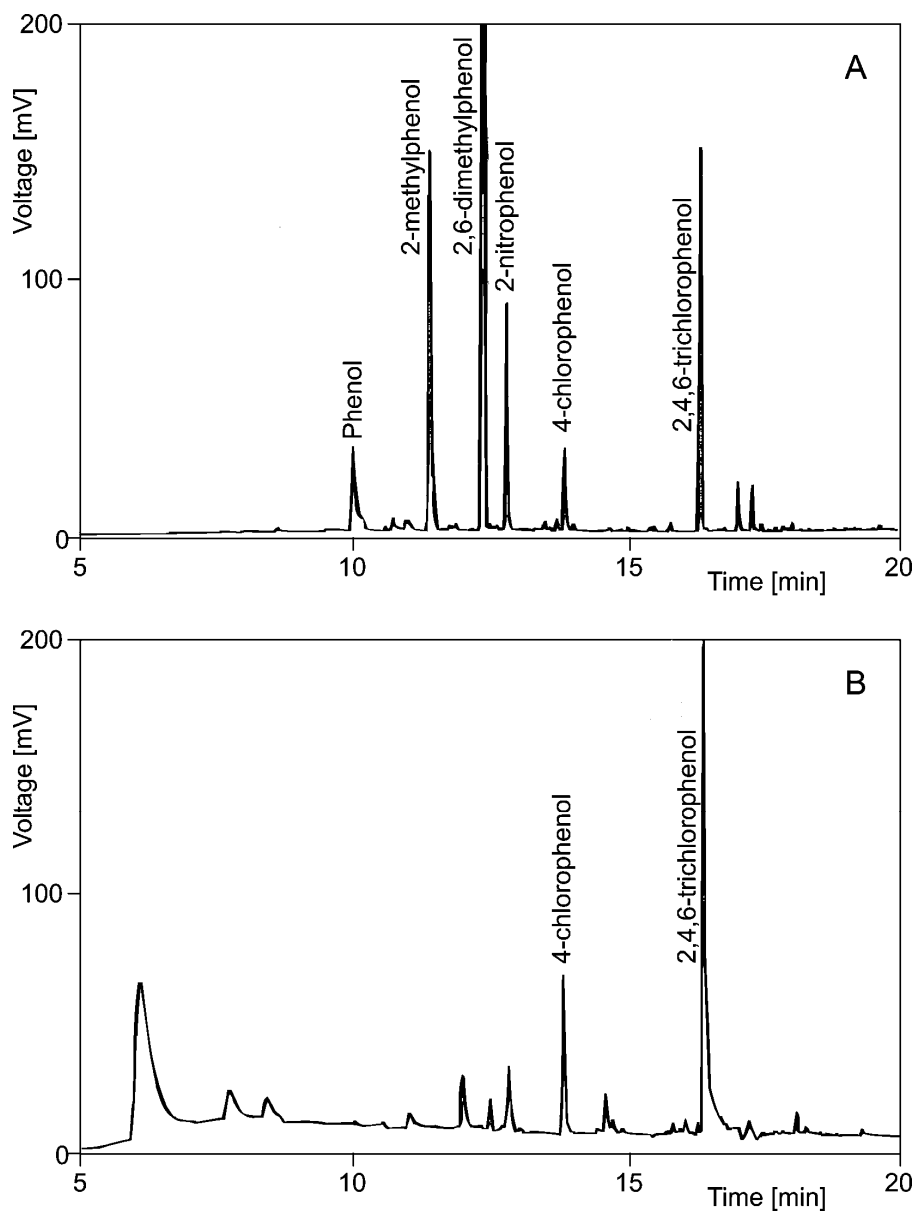 200
A
Voltage [mV]
100
0
Phenol
2-methylphenol
2,6-dimethylphenol
2-nitrophenol
4-chlorophenol
2,4,6-trichlorophenol
5
10
15
20
Time [min]
200
B
Voltage [mV]
100
0
4-chlorophenol
2,4,6-trichlorophenol
5
10
15
20
Time [min]